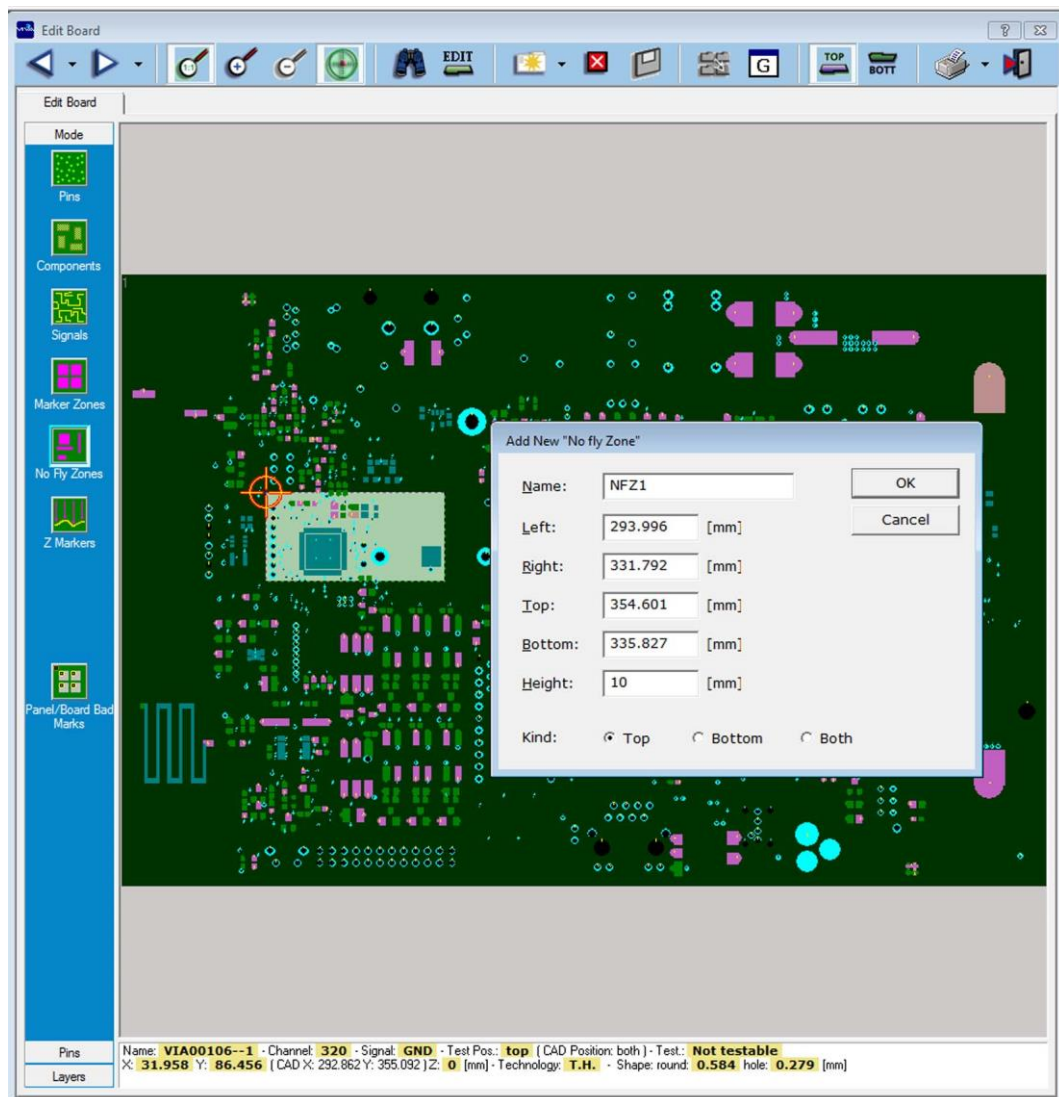 Edit Board
1:1
EDIT
G
TOP
BOTT
Edit Board
Mode
Pins
Components
Signals
Marker Zones
No Fly Zones
Z Markers
Panel/Board Bad
Marks
Pins
Layers
1
Add New "No fly Zone"
Name: NFZ1
OK
Left: 293.996 [mm]
Cancel
Right: 331.792 [mm]
Top: 354.601 [mm]
Bottom: 335.827 [mm]
Height: 10 [mm]
Kind: Top Bottom Both
Name: VIA00106--1 - Channel: 320 - Signal: GND - Test Pos.: top ( CAD Position: both ) - Test.: Not testable
X: 31.958 Y: 86.456 ( CAD X: 292.862 Y: 355.092 ) Z: 0 [mm] - Technology: T.H. - Shape: round: 0.584 hole: 0.279 [mm]